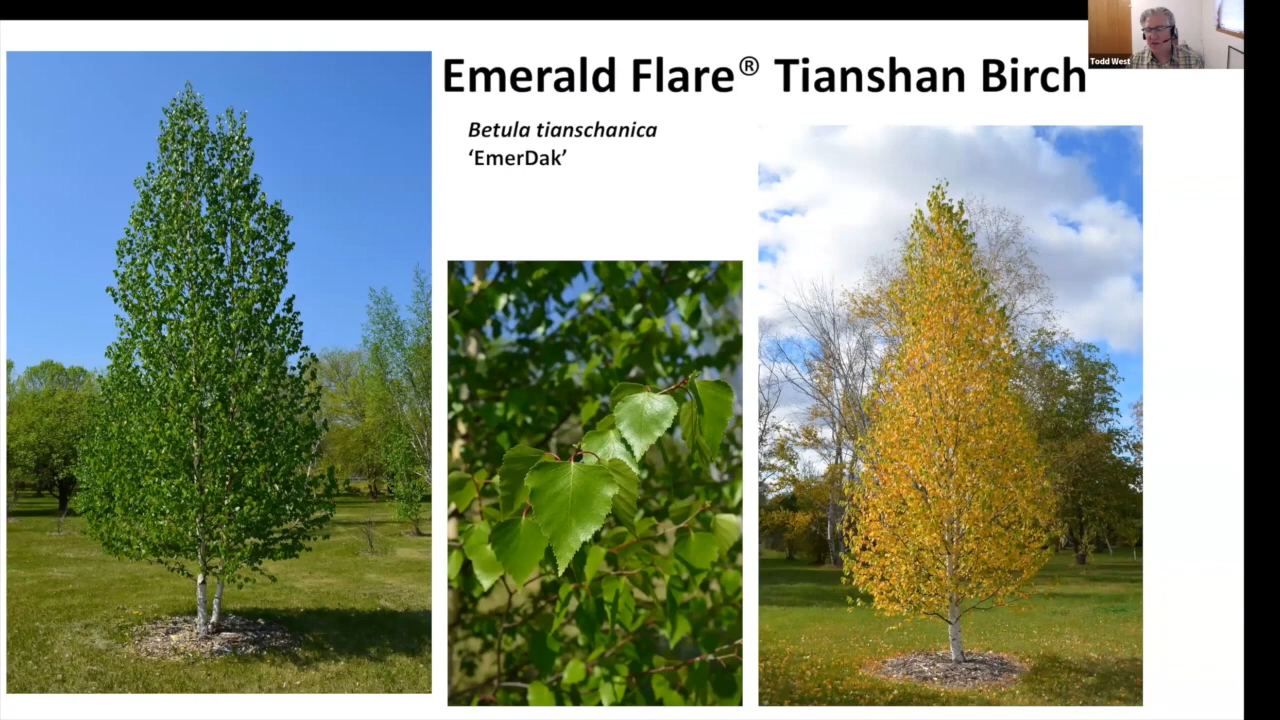 Emerald Flare® Tianshan Birch
Betula tianschanica
‘EmerDak’
Todd West